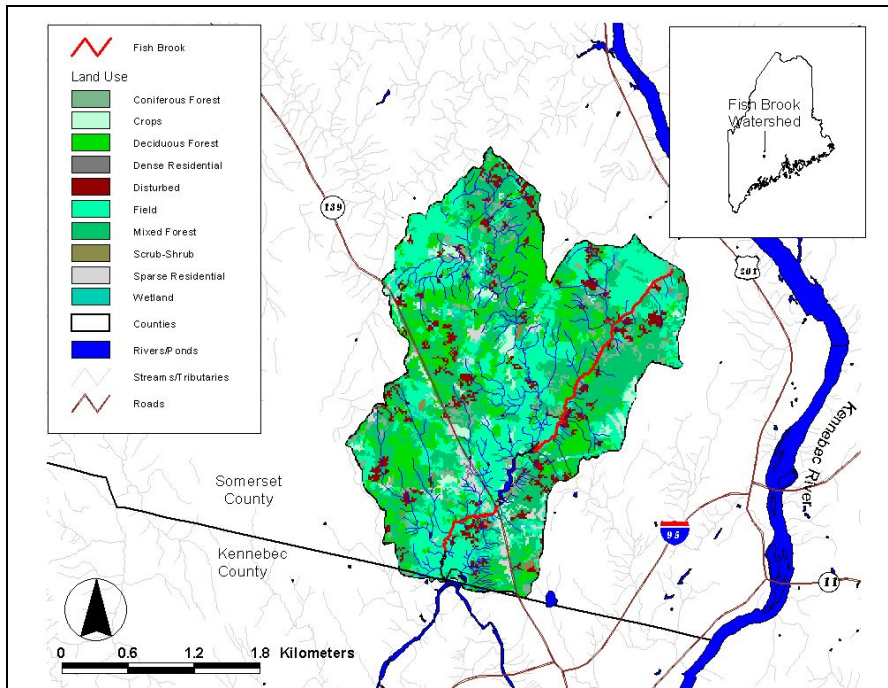 Fish Brook
Land Use
Coniferous Forest
Crops
Deciduous Forest
Dense Residential
Disturbed
Field
Mixed Forest
Scrub-Shrub
Sparse Residential
Wetland
Counties
Rivers/Ponds
Streams/Tributaries
Roads
Fish Brook
Watershed
139
201
Kennebec River
Somerset
County
Kennebec
County
95
11
0 0.6 1.2 1.8 Kilometers